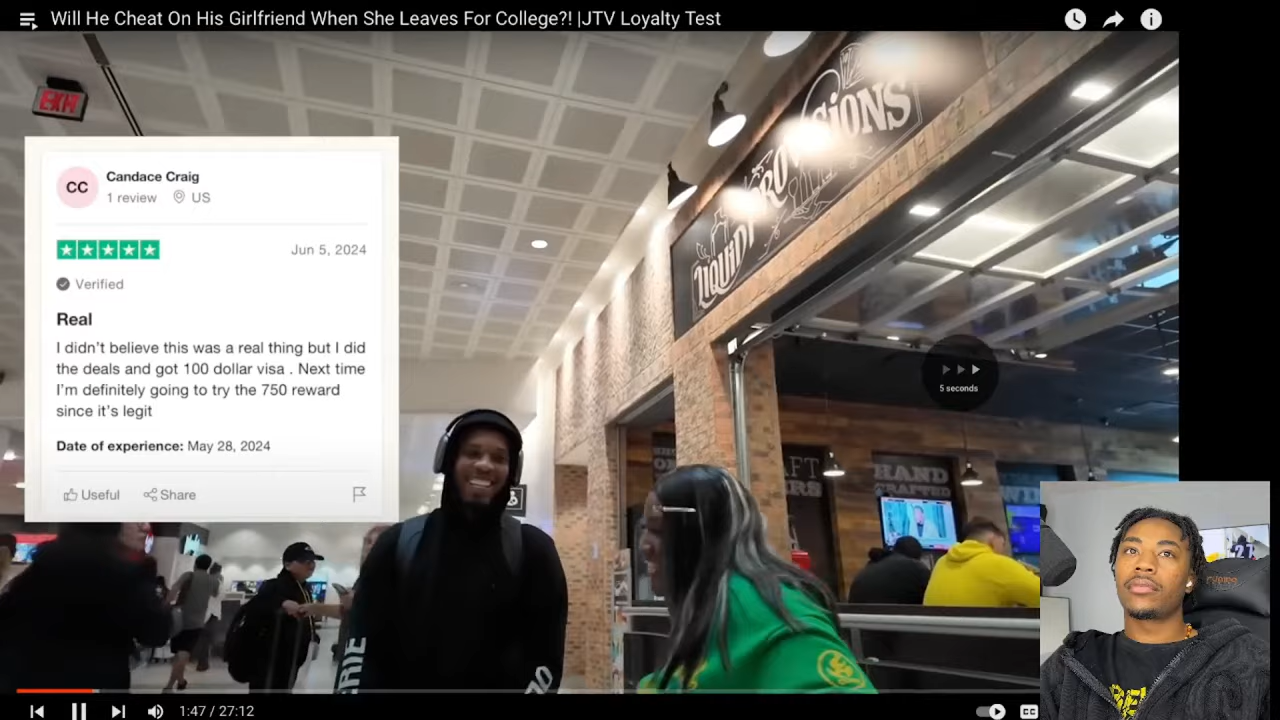 Will He Cheat On His Girlfriend When She Leaves For College?! |JTV Loyalty Test
EXIT
LIQUID PROVISIONS
CC
Candace Craig
1 review US
Jun 5, 2024
Verified
Real
I didn't believe this was a real thing but I did
the deals and got 100 dollar visa . Next time
I'm definitely going to try the 750 reward
since it's legit
Date of experience: May 28, 2024
Useful Share
5 seconds
HAND
CRAFTED
27
1:47 / 27:12
CC